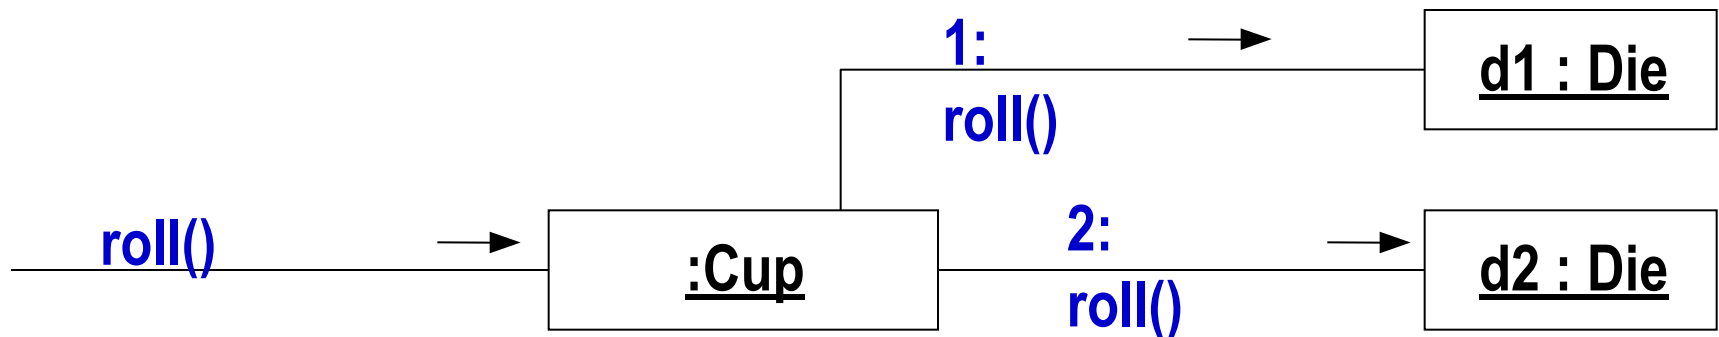 1:
roll()
d1 : Die
roll()
:Cup
2:
roll()
d2 : Die